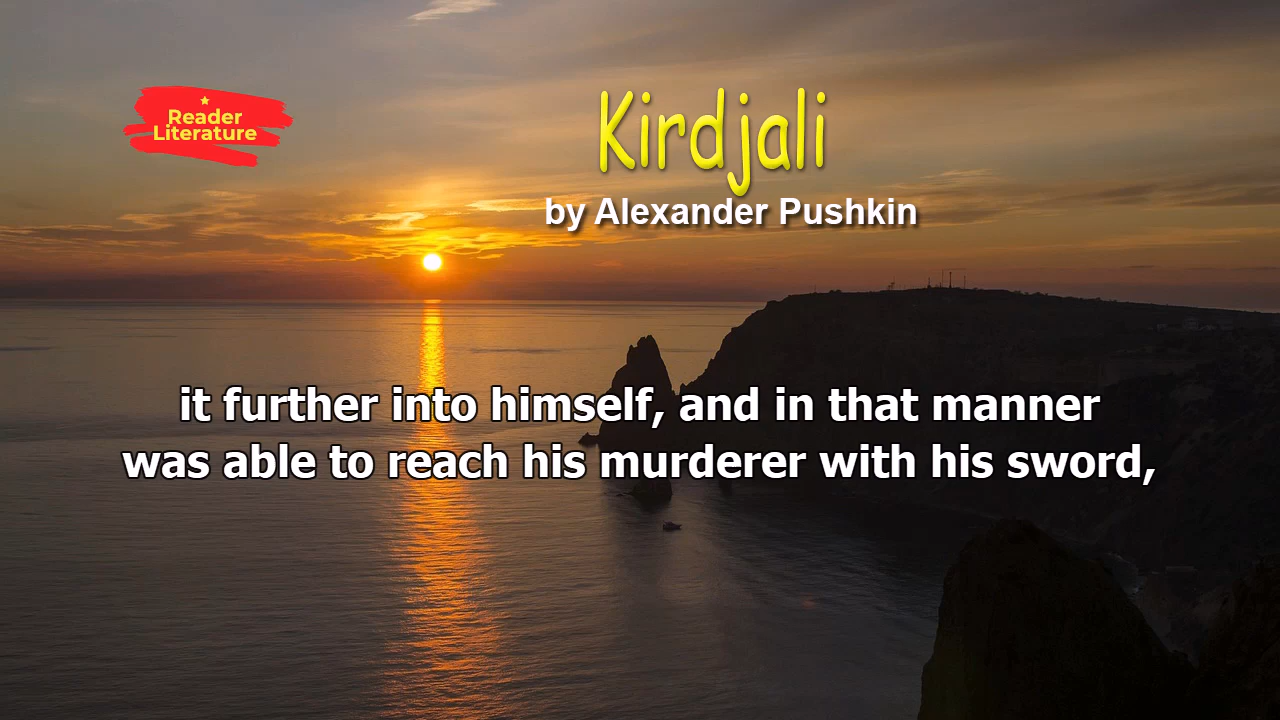 Reader
Literature
Kirdjali
by Alexander Pushkin
it further into himself, and in that manner
was able to reach his murderer with his sword,